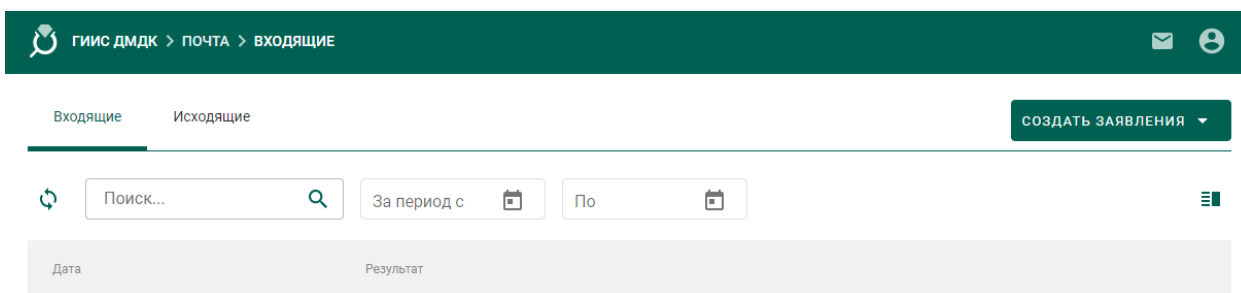 ГИИС ДМДК > ПОЧТА > ВХОДЯЩИЕ
Входящие Исходящие СОЗДАТЬ ЗАЯВЛЕНИЯ
Поиск... За период с По
Дата Результат